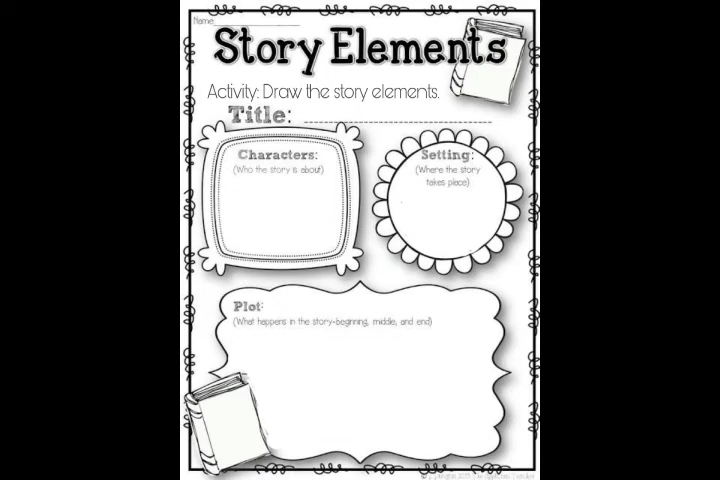 Name
Story Elements
Activity: Draw the story elements.
Title:
Characters:
(Who the story is about)
Setting:
(Where the story
takes place)
Plot:
(What happens in the story-beginning, middle, and end)